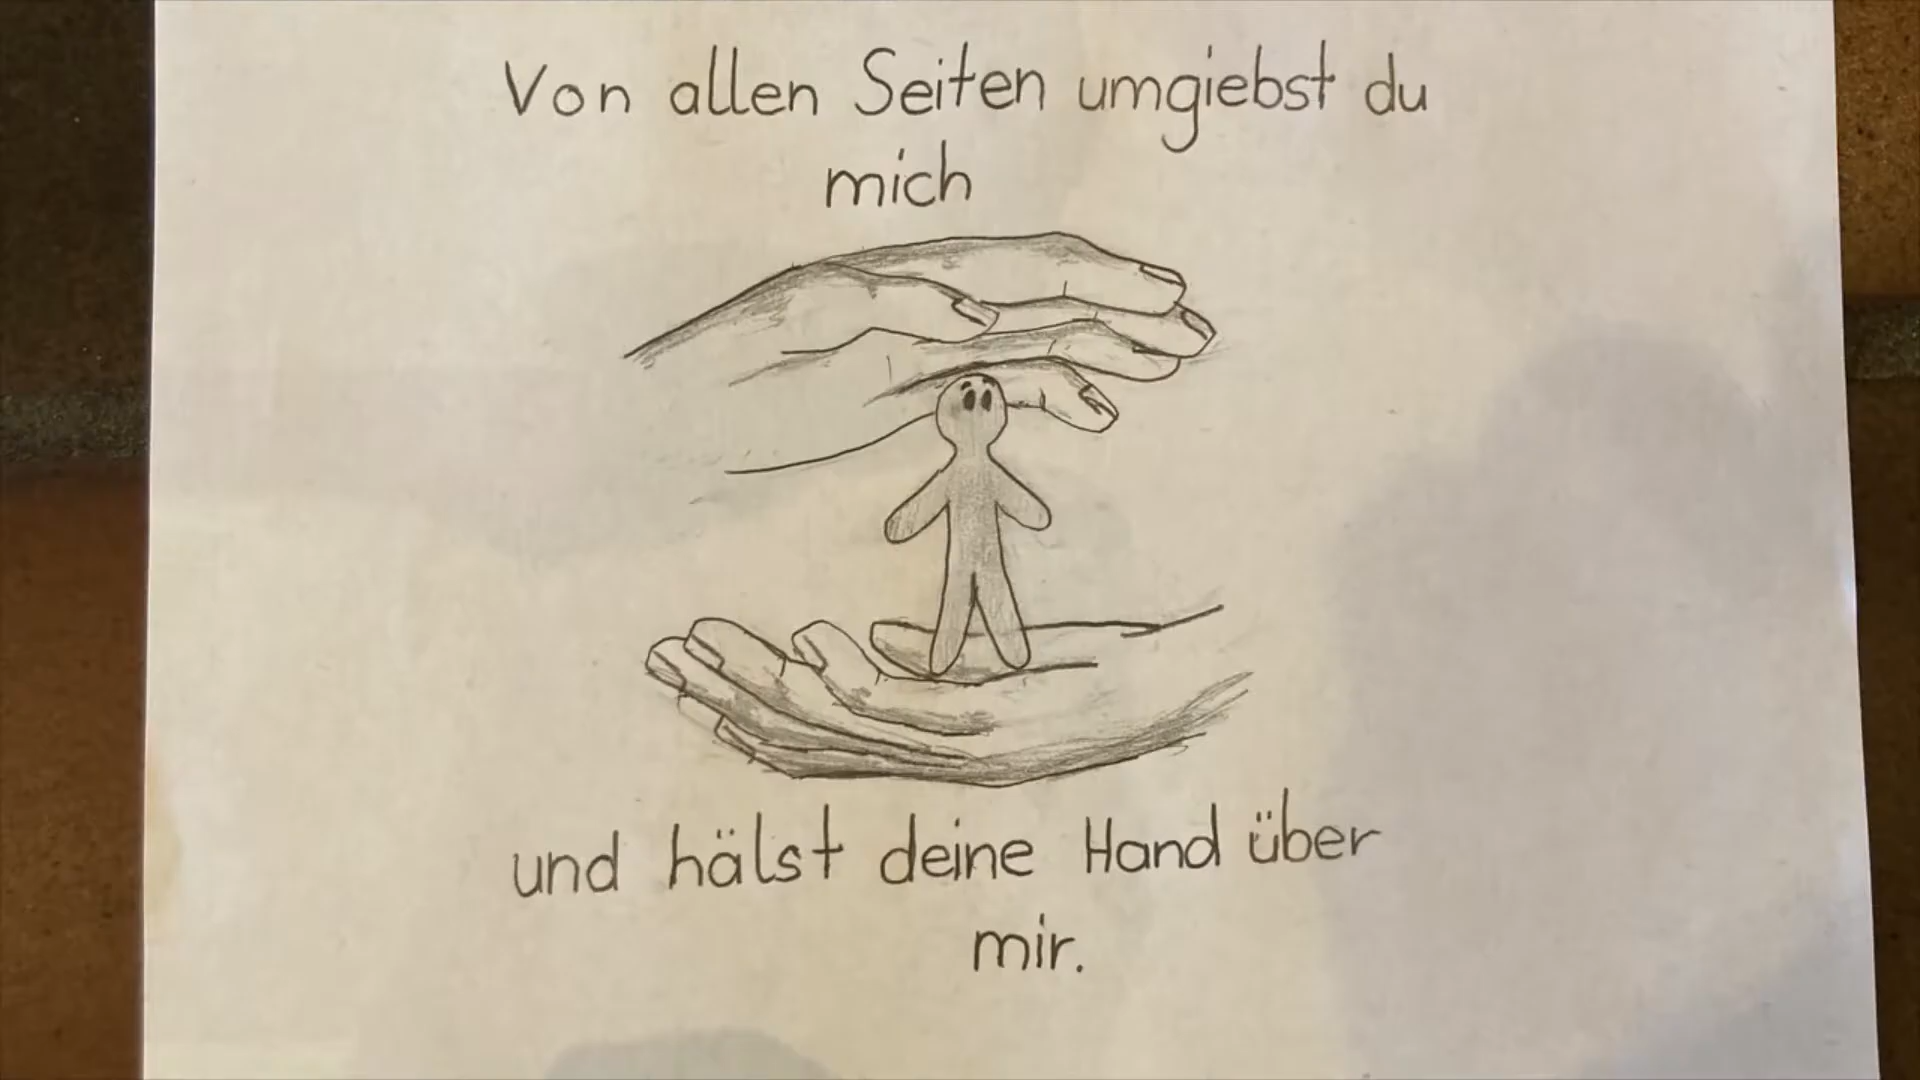 Von allen Seiten umgiebst du
mich
und hälst deine Hand über
mir.